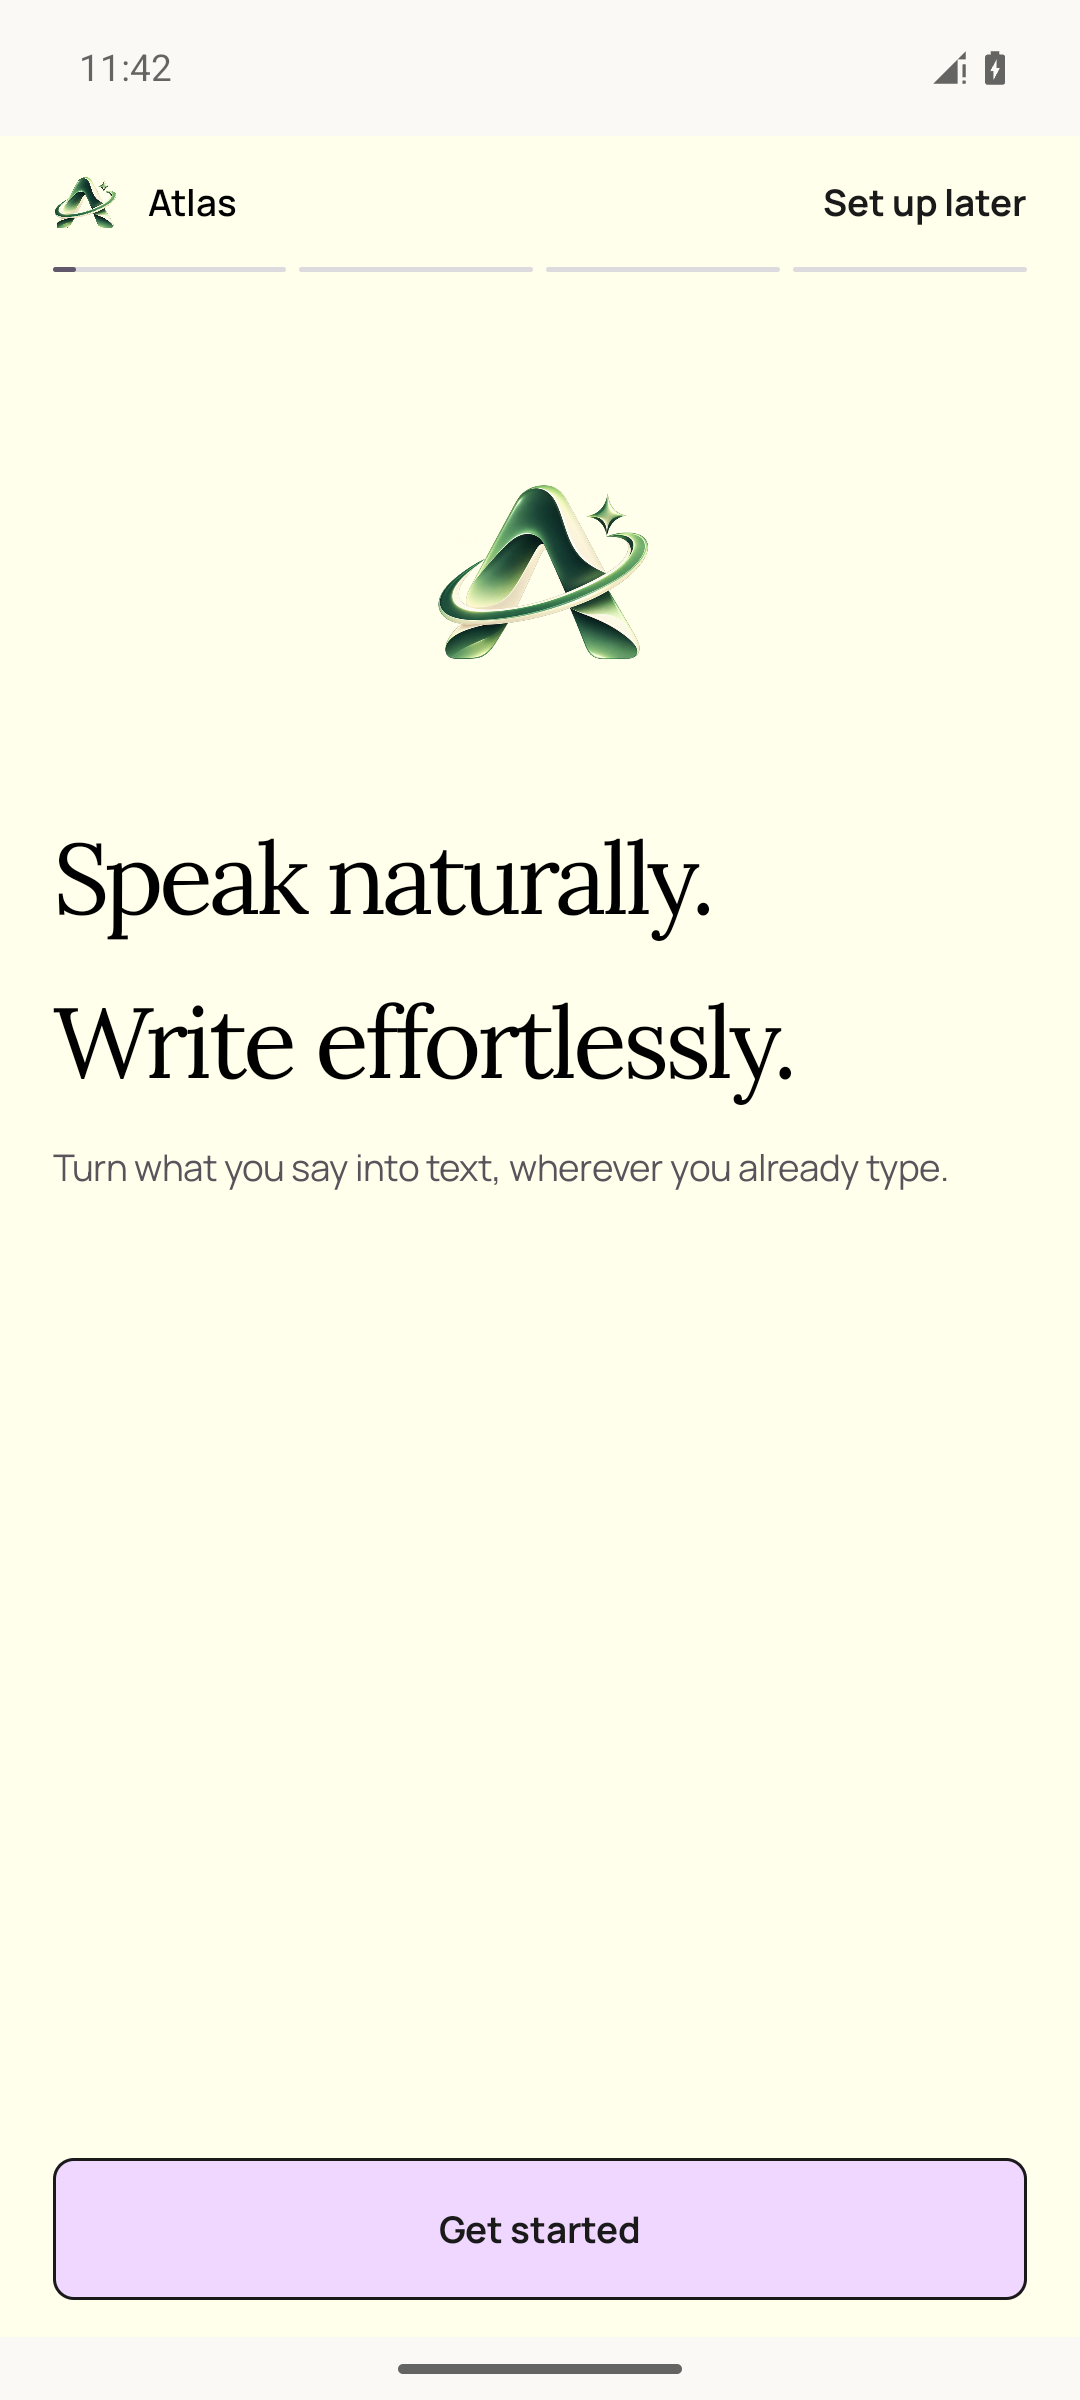 11:42
Atlas
Set up later
Speak naturally.
Write effortlessly.
Turn what you say into text, wherever you already type.
Get started